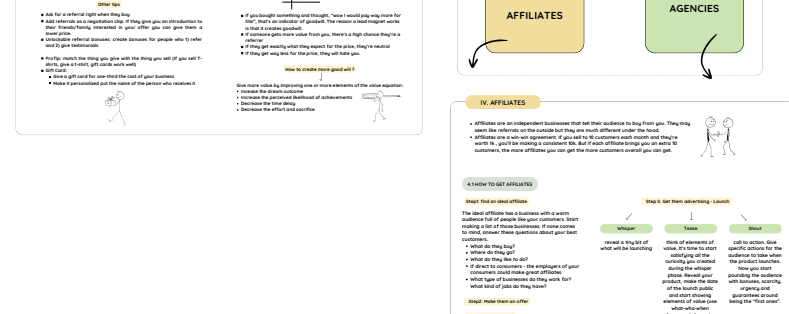 Other tips
Ask for a referral right when they buy
Add referrals as a negotiation chip. If they give you an introduction to
their friends/family interested in your offer you can give them a
lower price.
Unlockable referral bonuses: create bonuses for people who 1) refer
and 2) give testimonials
ProTip: match the thing you give with the thing you sell (if you sell T-
shirts, give a t-shirt, gift cards work well)
Gift Card:
Give a gift card for one-third the cost of your business
Make it personalized put the name of the person who receives it
If you bought something and thought, "wow I would pay way more for
this", that's an indicator of goodwill. The reason a lead magnet works
is that it creates goodwill.
If someone gets more value from you, there's a high chance they're a
referrer
If they get exactly what they expect for the price, they're neutral
If they get way less for the price, they will hate you.
How to create more good will ?
Give more value by improving one or more elements of the value equation:
Incease the dream outcome
Increase the perceived likelihood of achievements
Decrease the time delay
Decrease the effort and sacrifice
AFFILIATES
AGENCIES
IV. AFFILIATES
Affiliates are an independent businesses that tell their audience to buy from you. They may
seem like referrals on the outside but they are much different under the hood.
Affiliates are a win-win agreement. If you sell to 10 customers each month and they're
worth 1k , you'll be making a consistent 10k. But if each affiliate brings you an extra 10
customers, the more affiliates you can get the more customers overall you can get.
4.1 HOW TO GET AFFILIATES
Step1: find an ideal affiliate
The ideal affiliate has a business with a warm
audience full of people like your customers. Start
making a list of those businesses. If none comes
to mind, answer these questions about your best
customers.
What do they buy?
Where do they go?
What do they like to do?
If direct to consumers - the employers of your
consumers could make great affiliates
What type of businesses do they work for?
What kind of jobs do they have?
Step2: Make them an offer
Step 5: Get them advertising - Launch
Whisper
reveal a tiny bit of
what will be launching
Tease
think of elements of
value. It's time to start
satisfying all the
curiosity you created
during the whisper
phase. Reveal your
product, make the date
of the launch public
and start showing
elements of value (use
what-who-when
Shout
call to action. Give
specific actions for the
audience to take when
the product launches.
Now you start
pounding the audience
with bonuses, scarcity,
urgency and
guarantees around
being the "first ones".